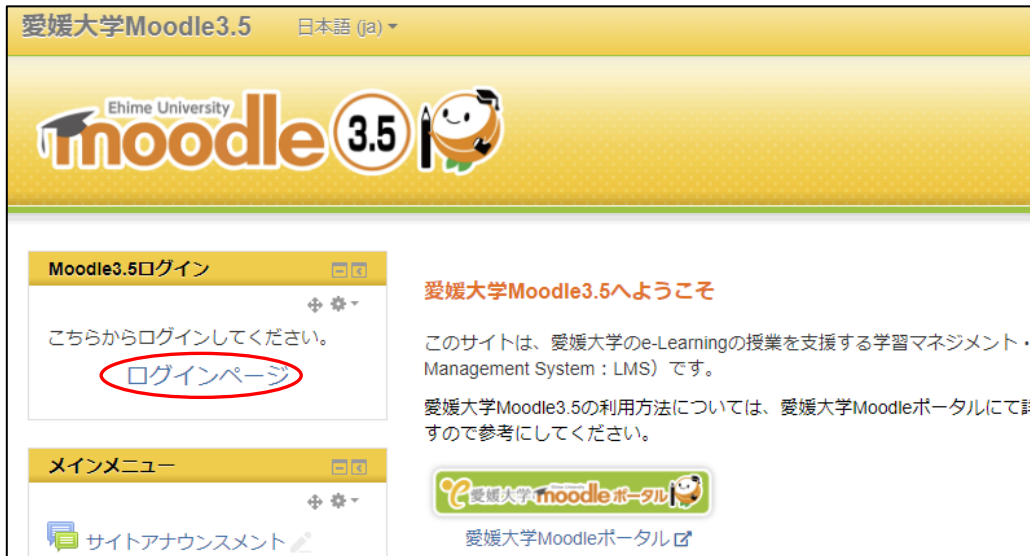 愛媛大学Moodle3.5 日本語 (ja)
Ehime University
moodle 3.5
Moodle3.5ログイン
こちらからログインしてください。
ログインページ
メインメニュー
サイトアナウンスメント
愛媛大学Moodle3.5へようこそ
このサイトは、愛媛大学のe-Learningの授業を支援する学習マネジメント・
Management System：LMS）です。
愛媛大学Moodle3.5の利用方法については、愛媛大学Moodleポータルにて
すので参考にしてください。
愛媛大学 moodle ポータル
愛媛大学Moodleポータル